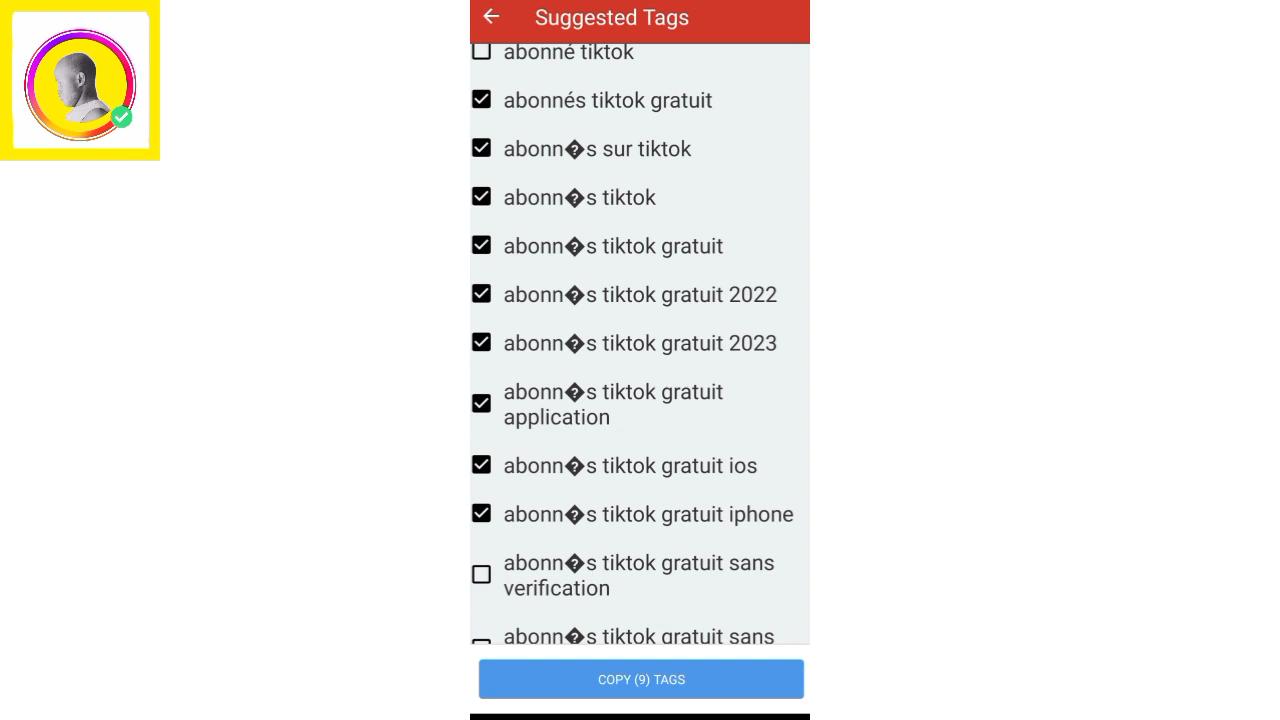 Suggested Tags
abonné tiktok
abonnés tiktok gratuit
abonn�s sur tiktok
abonn�s tiktok
abonn�s tiktok gratuit
abonn�s tiktok gratuit 2022
abonn�s tiktok gratuit 2023
abonn�s tiktok gratuit
application
abonn�s tiktok gratuit ios
abonn�s tiktok gratuit iphone
abonn�s tiktok gratuit sans
verification
abonn�s tiktok gratuit sans
COPY (9) TAGS